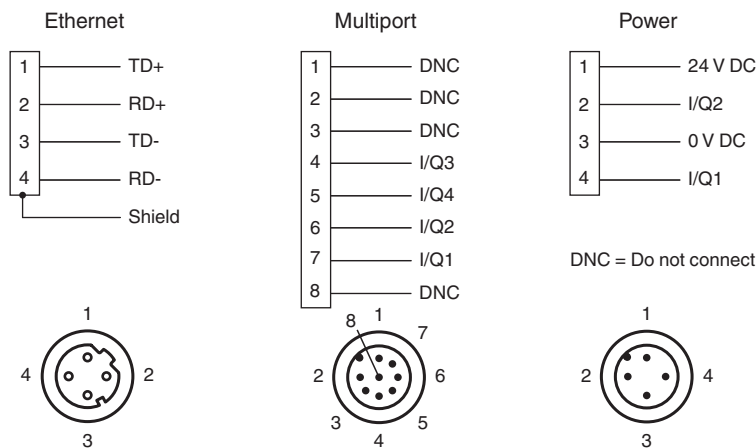 Ethernet
1 TD+
2 RD+
3 TD-
4 RD-
Shield
1
4 2
3
Multiport
1 DNC
2 DNC
3 DNC
4 I/Q3
5 I/Q4
6 I/Q2
7 I/Q1
8 DNC
8 1 7
2 6
3 4 5
Power
1 24 V DC
2 I/Q2
3 0 V DC
4 I/Q1
DNC = Do not connect
1
2 4
3